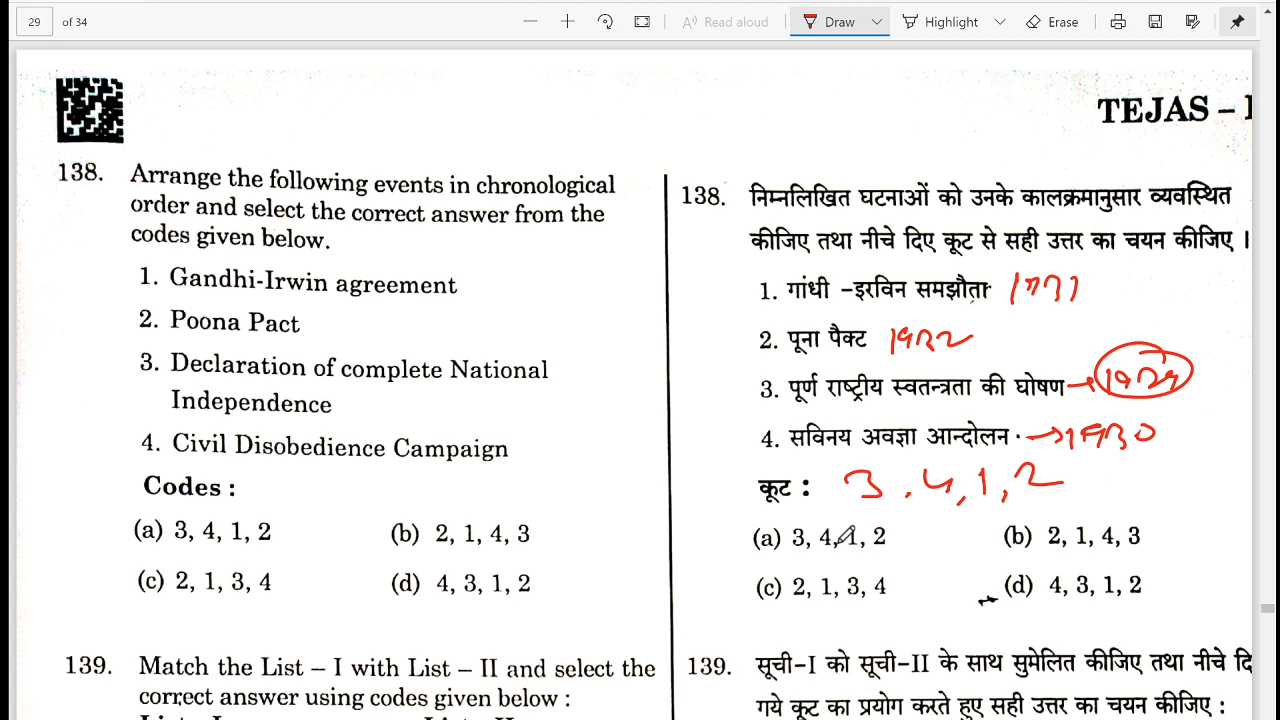 29 of 34 Read aloud Draw Highlight Erase
TEJAS –
138. Arrange the following events in chronological
order and select the correct answer from the
codes given below.
1. Gandhi-Irwin agreement
2. Poona Pact
3. Declaration of complete National
Independence
4. Civil Disobedience Campaign
Codes :
(a) 3, 4, 1, 2 (b) 2, 1, 4, 3
(c) 2, 1, 3, 4 (d) 4, 3, 1, 2
139. Match the List – I with List – II and select the
correct answer using codes given below :
138. निम्नलिखित घटनाओं को उनके कालक्रमानुसार व्यवस्थित
कीजिए तथा नीचे दिए कूट से सही उत्तर का चयन कीजिए ।
1. गांधी -इरविन समझौता 1931
2. पूना पैक्ट 1932
3. पूर्ण राष्ट्रीय स्वतन्त्रता की घोषण 1929
4. सविनय अवज्ञा आन्दोलन 1930
कूट : 3, 4, 1, 2
(a) 3, 4, 1, 2 (b) 2, 1, 4, 3
(c) 2, 1, 3, 4 (d) 4, 3, 1, 2
139. सूची-I को सूची-II के साथ सुमेलित कीजिए तथा नीचे
गये कूट का प्रयोग करते हुए सही उत्तर का चयन कीजिए :